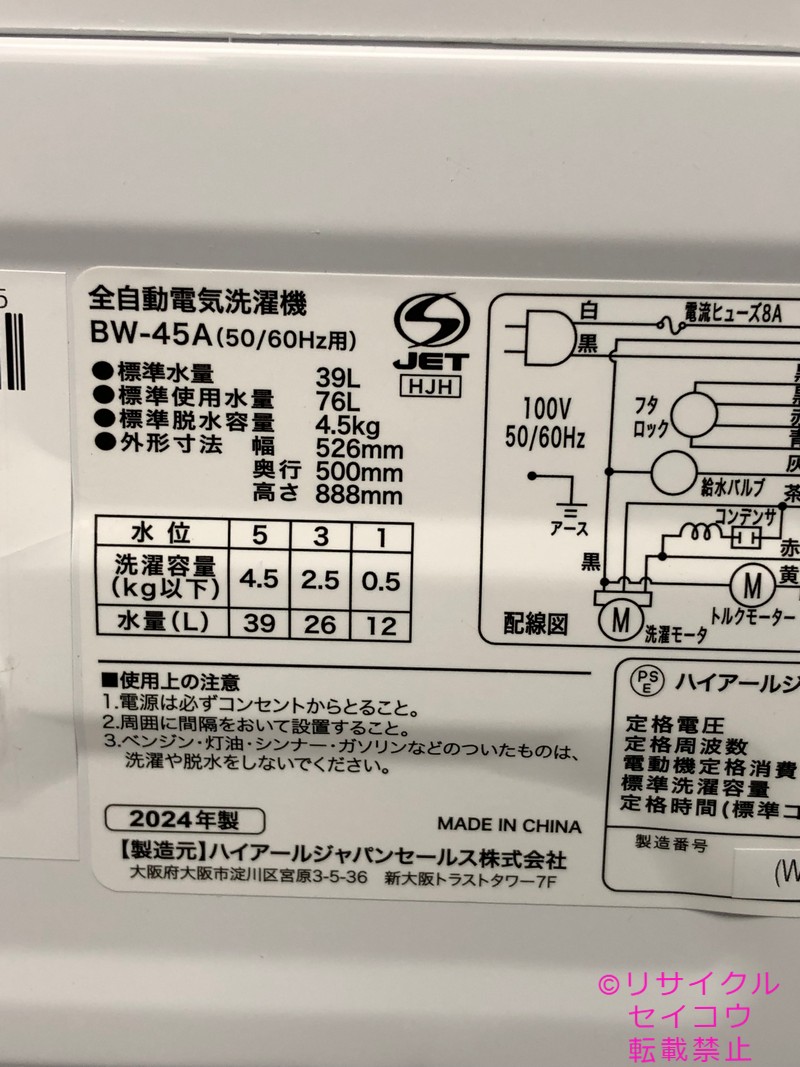 5
全自動電気洗濯機
BW-45A(50/60Hz用)
●標準水量 39L
●標準使用水量 76L
●標準脱水容量 4.5kg
●外形寸法 幅 526mm
奥行 500mm
高さ 888mm
JET
HJH
水位 5 3 1
洗濯容量(kg以下) 4.5 2.5 0.5
水量(L) 39 26 12
白
電流ヒューズ8A
黒
100V
50/60Hz
フタ
ロック
赤
青
灰
給水バルブ
茶
アース
コンデンサ
赤
黒
黄
M
トルクモーター
M
洗濯モータ
配線図
■使用上の注意
1.電源は必ずコンセントからとること。
2.周囲に間隔をおいて設置すること。
3.ベンジン・灯油・シンナー・ガソリンなどのついたものは、
洗濯や脱水をしないでください。
2024年製
MADE IN CHINA
【製造元】ハイアールジャパンセールス株式会社
大阪府大阪市淀川区宮原3-5-36 新大阪トラストタワー7F
PSE ハイアールジ
定格電圧
定格周波数
電動機定格消費
標準洗濯容量
定格時間(標準コ
製造番号
(W
©リサイクル
セイコウ
転載禁止